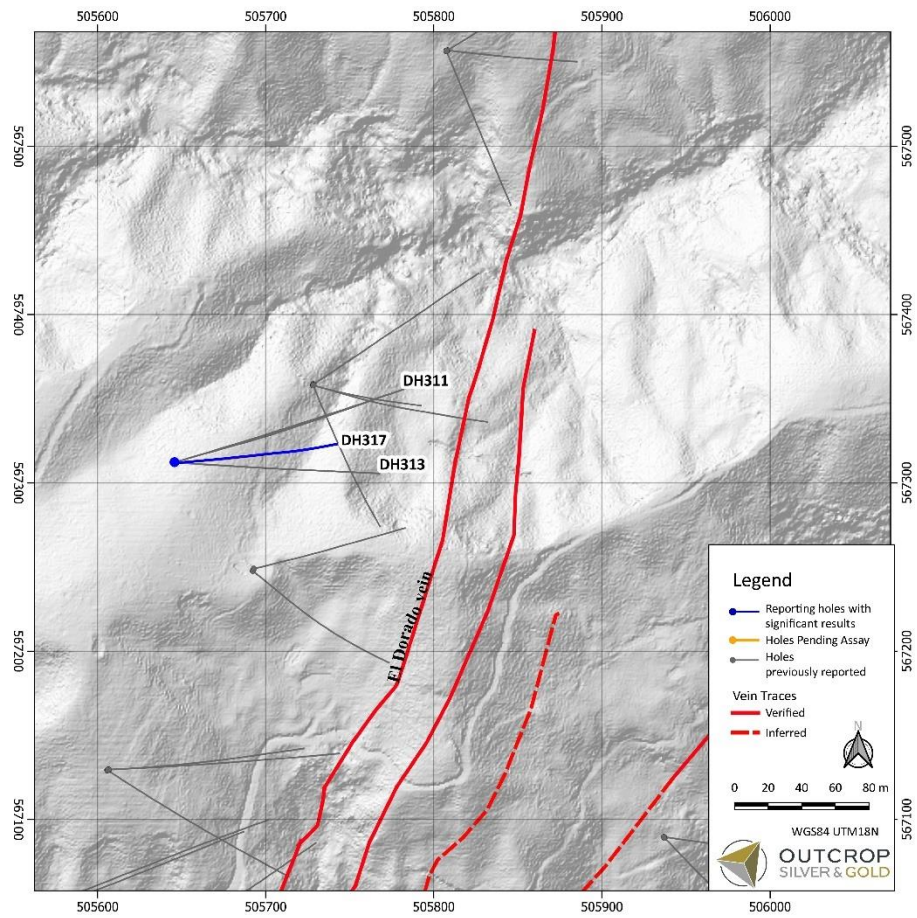 505600 505700 505800 505900 506000
567500 567500
567400 567400
DH311
DH317
DH313
567300 567300
El Dorado vein
567200 567200
567100 567100
Legend
Reporting holes with
significant results
Holes Pending Assay
Holes
previously reported
Vein Traces
Verified
Inferred
N
0 20 40 60 80 m
WGS84 UTM18N
OUTCROP
SILVER & GOLD
505600 505700 505800 505900 506000